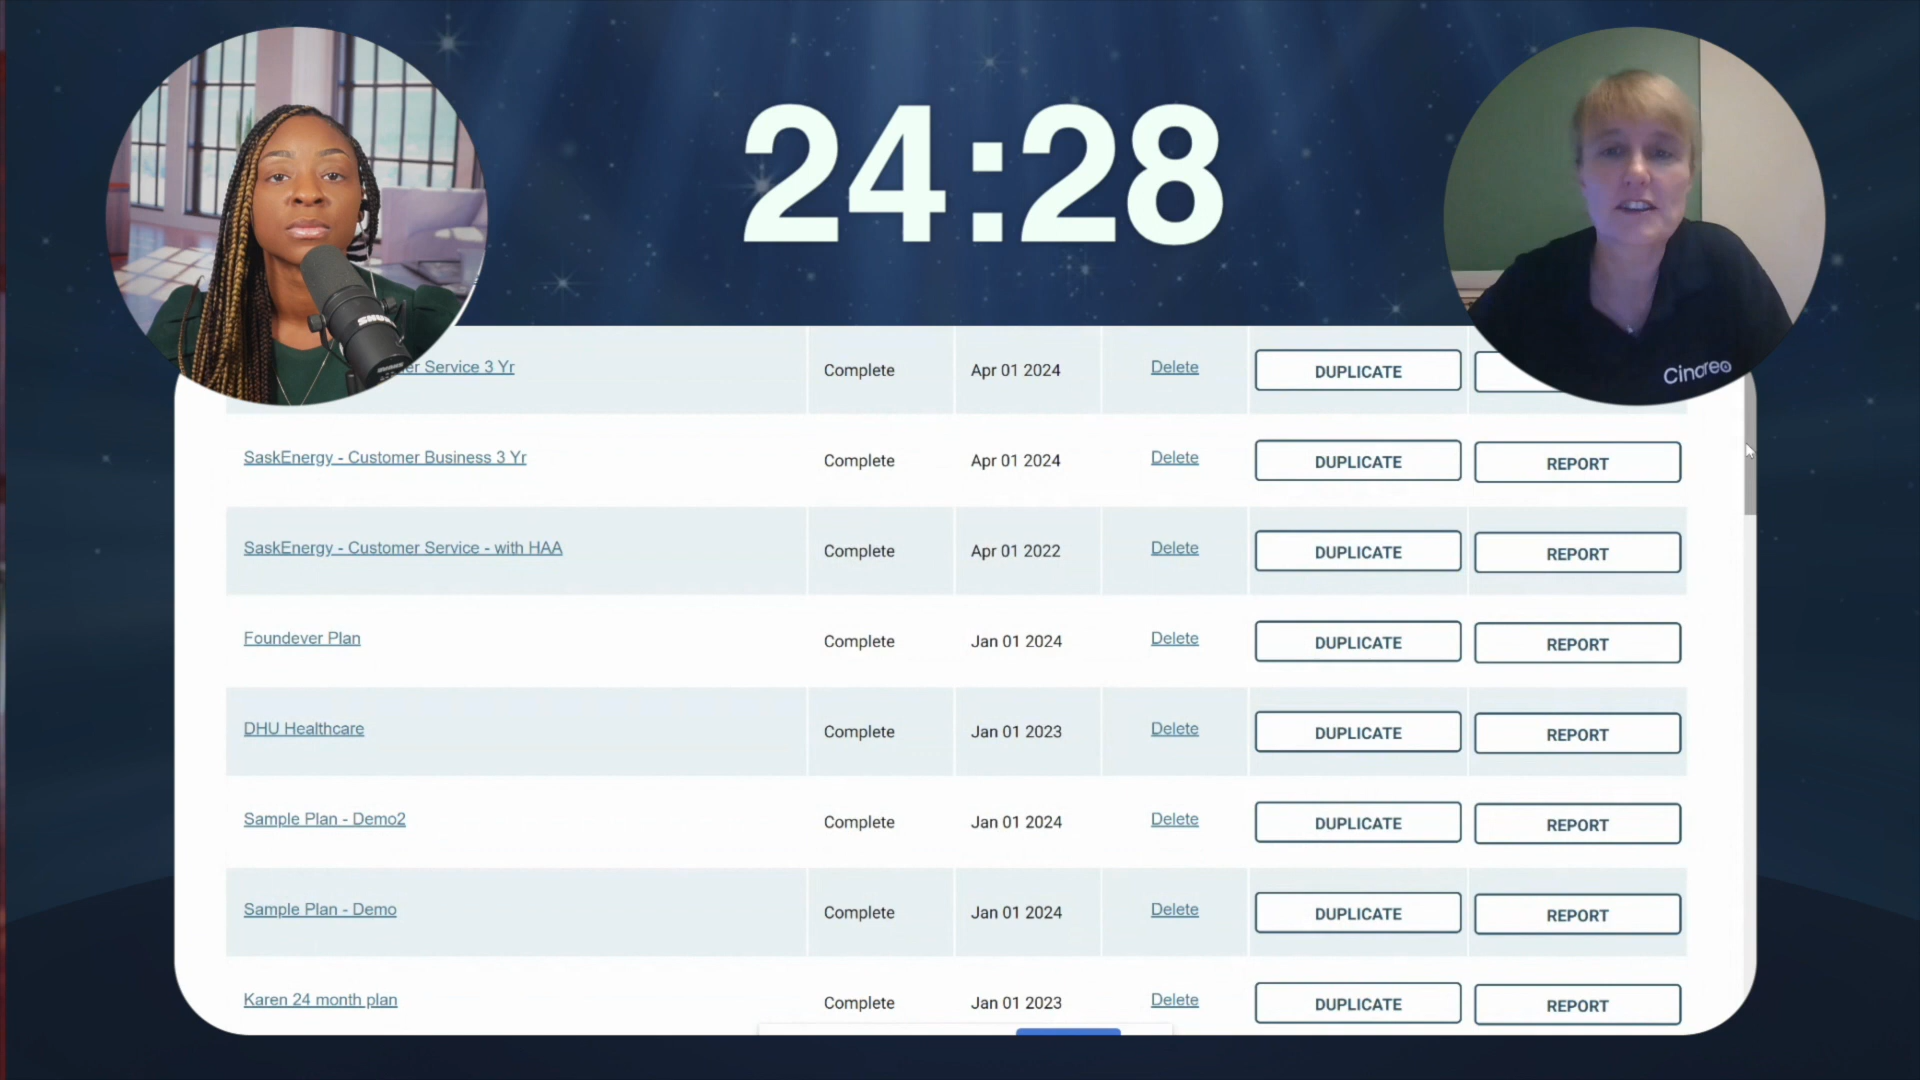 24:28
SHURE
Cinareo
er Service 3 Yr Complete Apr 01 2024 Delete DUPLICATE
SaskEnergy - Customer Business 3 Yr Complete Apr 01 2024 Delete DUPLICATE REPORT
SaskEnergy - Customer Service - with HAA Complete Apr 01 2022 Delete DUPLICATE REPORT
Foundever Plan Complete Jan 01 2024 Delete DUPLICATE REPORT
DHU Healthcare Complete Jan 01 2023 Delete DUPLICATE REPORT
Sample Plan - Demo2 Complete Jan 01 2024 Delete DUPLICATE REPORT
Sample Plan - Demo Complete Jan 01 2024 Delete DUPLICATE REPORT
Karen 24 month plan Complete Jan 01 2023 Delete DUPLICATE REPORT